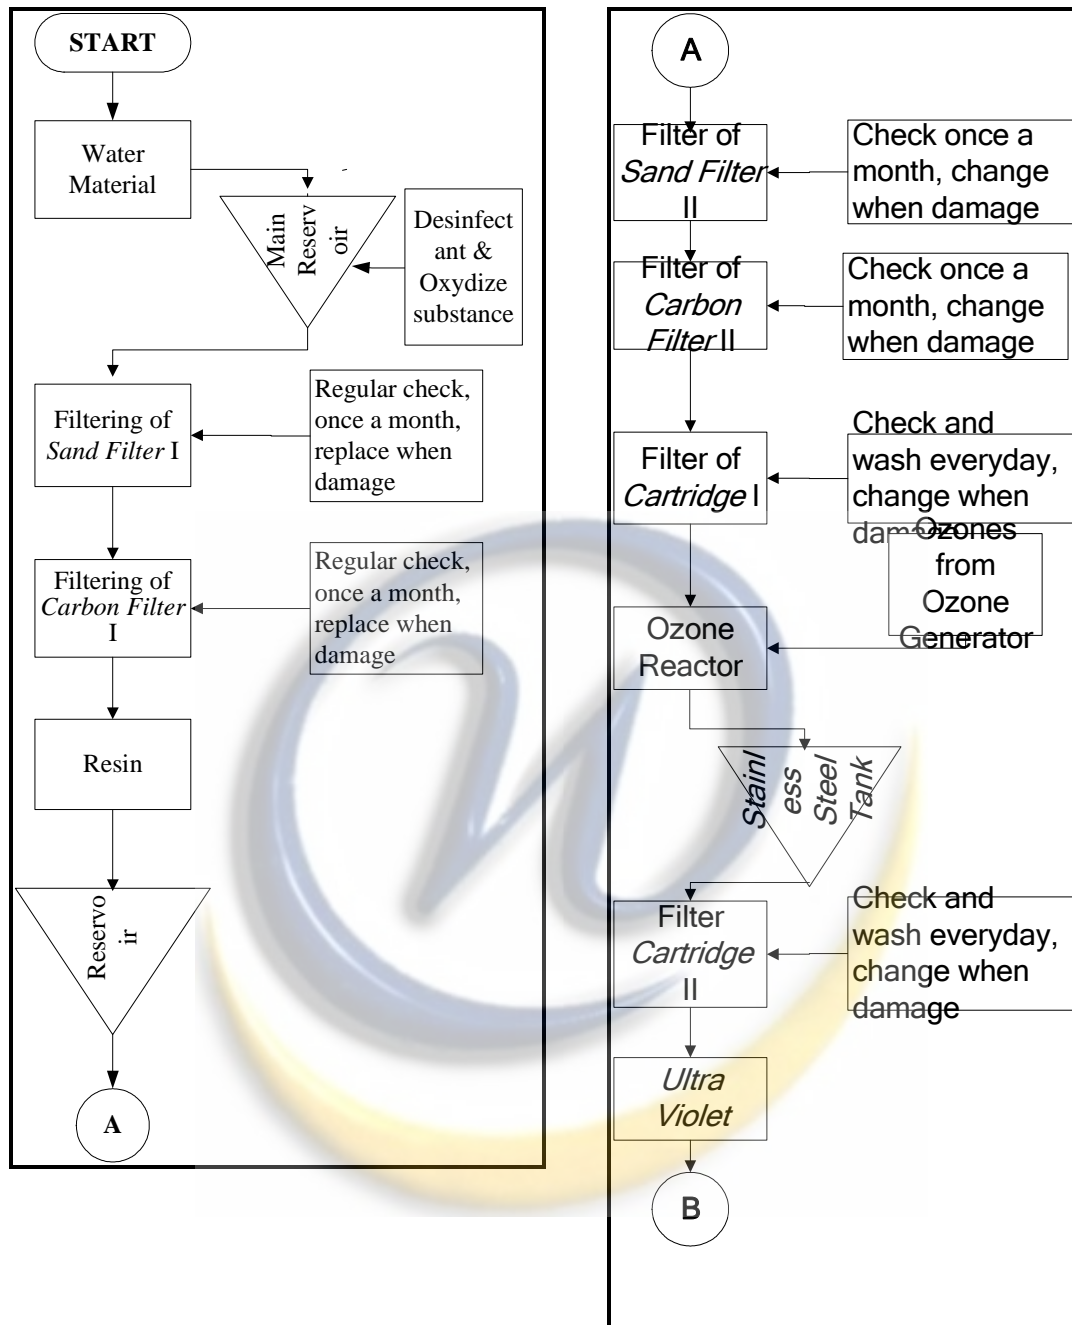 START
Water
Material
Main
Reserv
oir
Desinfect
ant &
Oxydize
substance
Filtering of
Sand Filter I
Regular check,
once a month,
replace when
damage
Filtering of
Carbon Filter
I
Regular check,
once a month,
replace when
damage
Resin
Reservo
ir
A
A
Filter of
Sand Filter
II
Check once a
month, change
when damage
Filter of
Carbon
Filter II
Check once a
month, change
when damage
Filter of
Cartridge I
Check and
wash everyday,
change when
damage
Ozones
from
Ozone
Generator
Ozone
Reactor
Stainl
ess
Steel
Tank
Filter
Cartridge
II
Check and
wash everyday,
change when
damage
Ultra
Violet
B